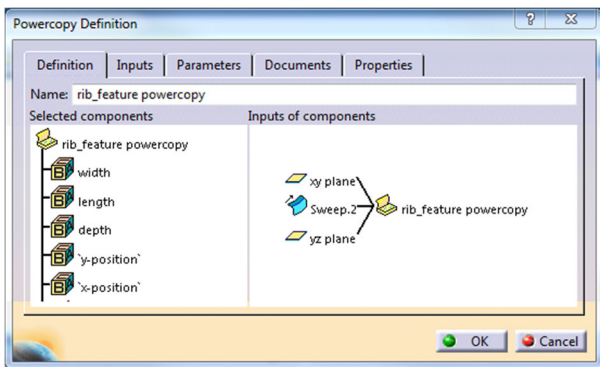 Powercopy Definition
Definition Inputs Parameters Documents Properties
Name: rib_feature powercopy
Selected components Inputs of components
rib_feature powercopy
width
length
depth
`y-position`
`x-position`
xy plane
Sweep.2 rib_feature powercopy
yz plane
OK Cancel